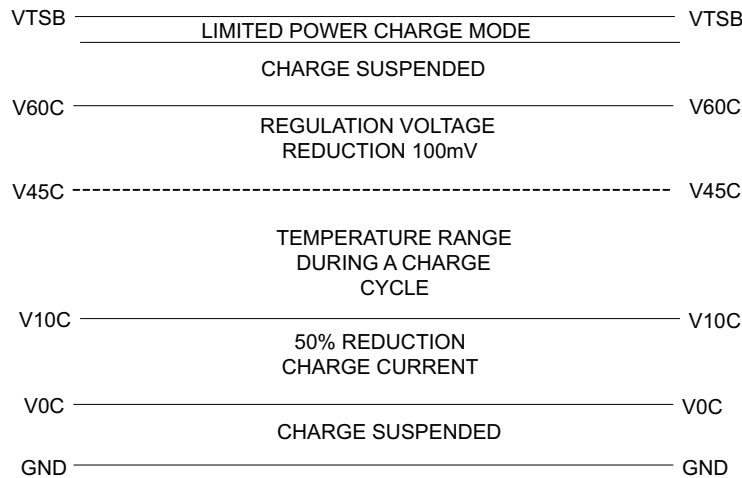 VTSB VTSB
LIMITED POWER CHARGE MODE
CHARGE SUSPENDED
V60C V60C
REGULATION VOLTAGE
REDUCTION 100mV
V45C V45C
TEMPERATURE RANGE
DURING A CHARGE
CYCLE
V10C V10C
50% REDUCTION
CHARGE CURRENT
V0C V0C
CHARGE SUSPENDED
GND GND